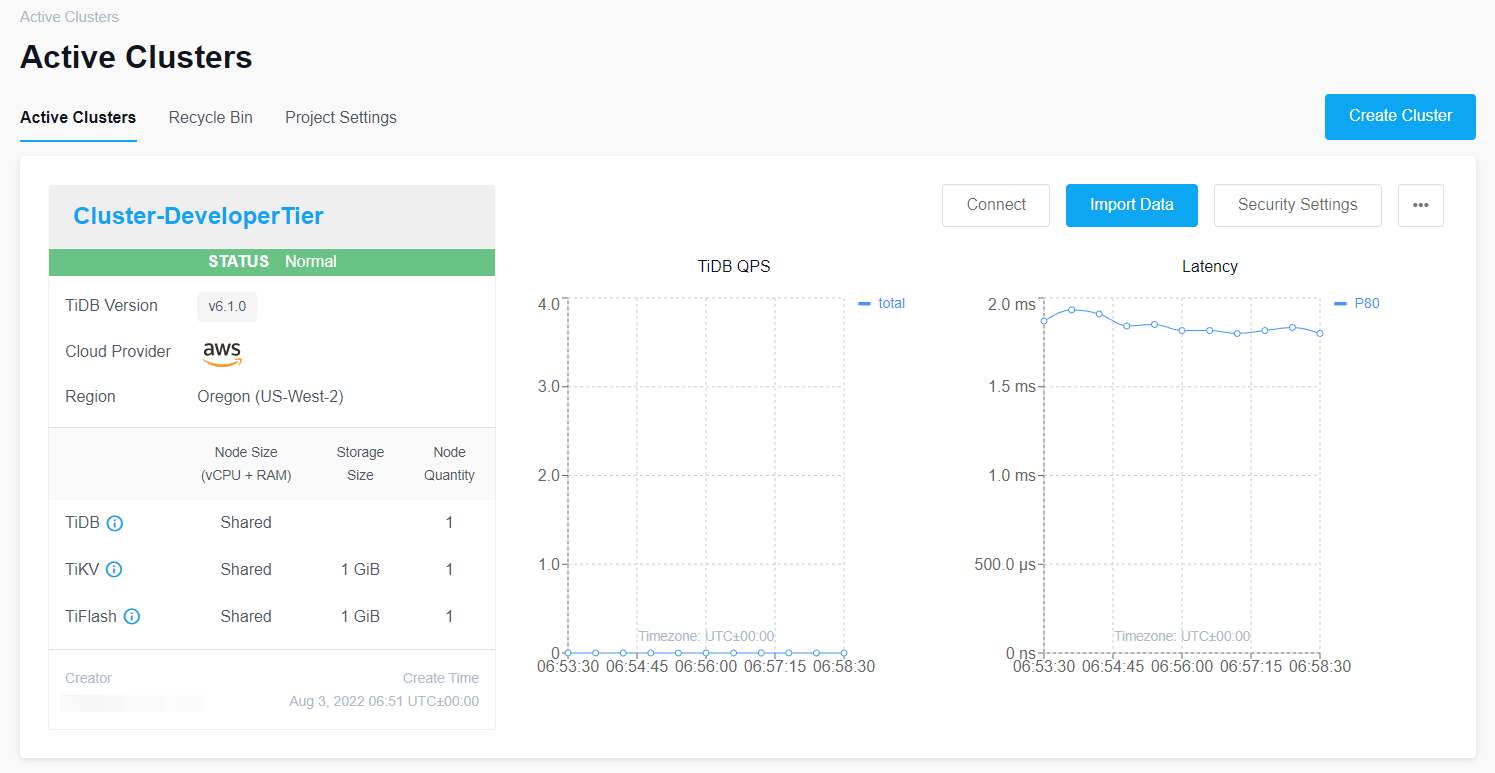 Active Clusters
Active Clusters
Active Clusters Recycle Bin Project Settings
Create Cluster
Cluster-DeveloperTier
STATUS Normal
TiDB Version v6.1.0
Cloud Provider aws
Region Oregon (US-West-2)
Node Size Storage Node
(vCPU + RAM) Size Quantity
TiDB Shared 1
TiKV Shared 1 GiB 1
TiFlash Shared 1 GiB 1
Creator Create Time
Aug 3, 2022 06:51 UTC±00:00
Connect Import Data Security Settings •••
TiDB QPS
total
4.0
3.0
2.0
1.0
0
Timezone: UTC±00:00
06:53:30 06:54:45 06:56:00 06:57:15 06:58:30
Latency
P80
2.0 ms
1.5 ms
1.0 ms
500.0 µs
0 ns
Timezone: UTC±00:00
06:53:30 06:54:45 06:56:00 06:57:15 06:58:30